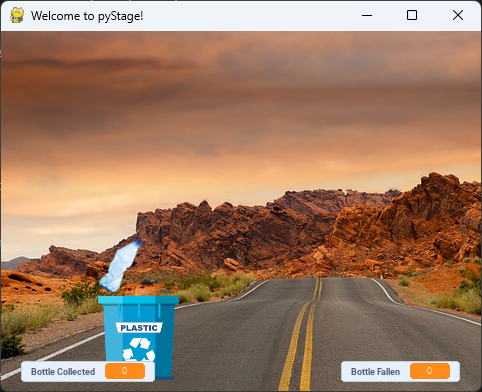 Welcome to pyStage!
PLASTIC
Bottle Collected 0
Bottle Fallen 0